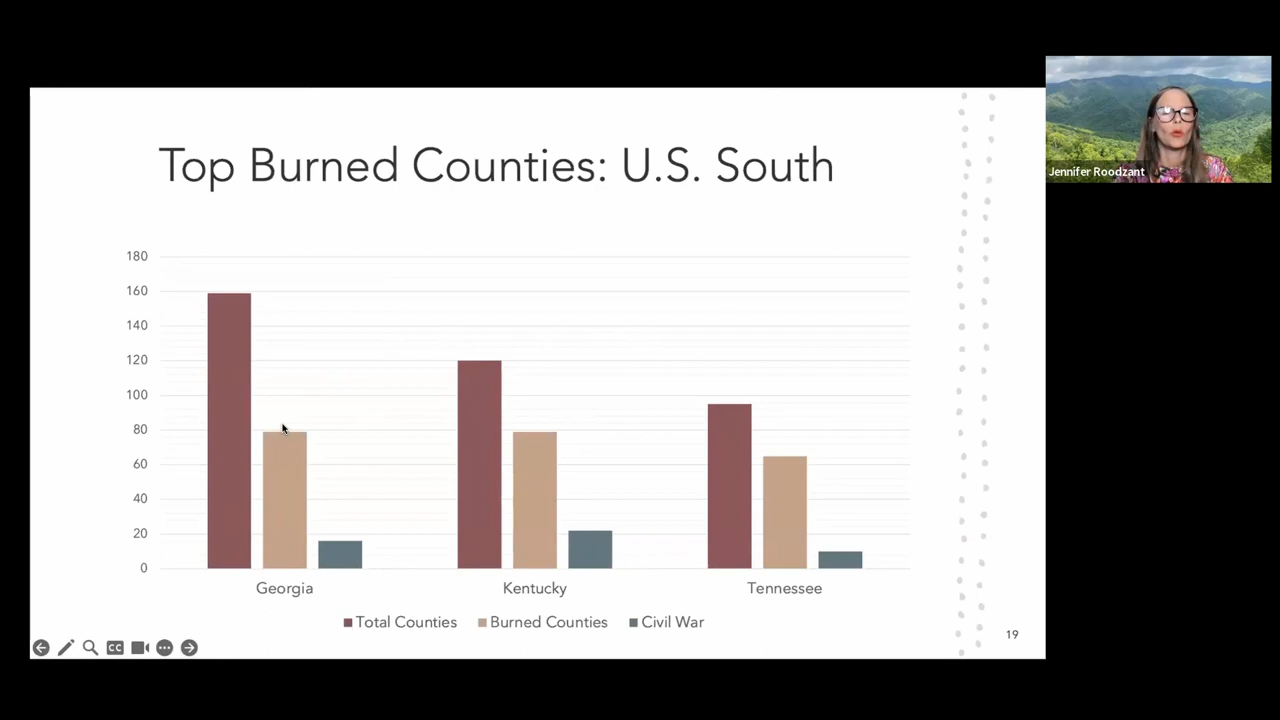 Top Burned Counties: U.S. South
Jennifer Roodzant
180
160
140
120
100
80
60
40
20
0
Georgia
Kentucky
Tennessee
Total Counties
Burned Counties
Civil War
19
CC